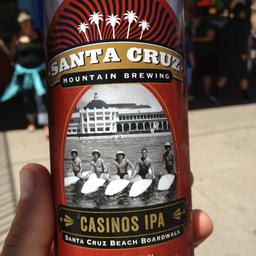 SANTA CRUZ
MOUNTAIN BREWING
CASINOS IPA
SANTA CRUZ BEACH BOARDWALK